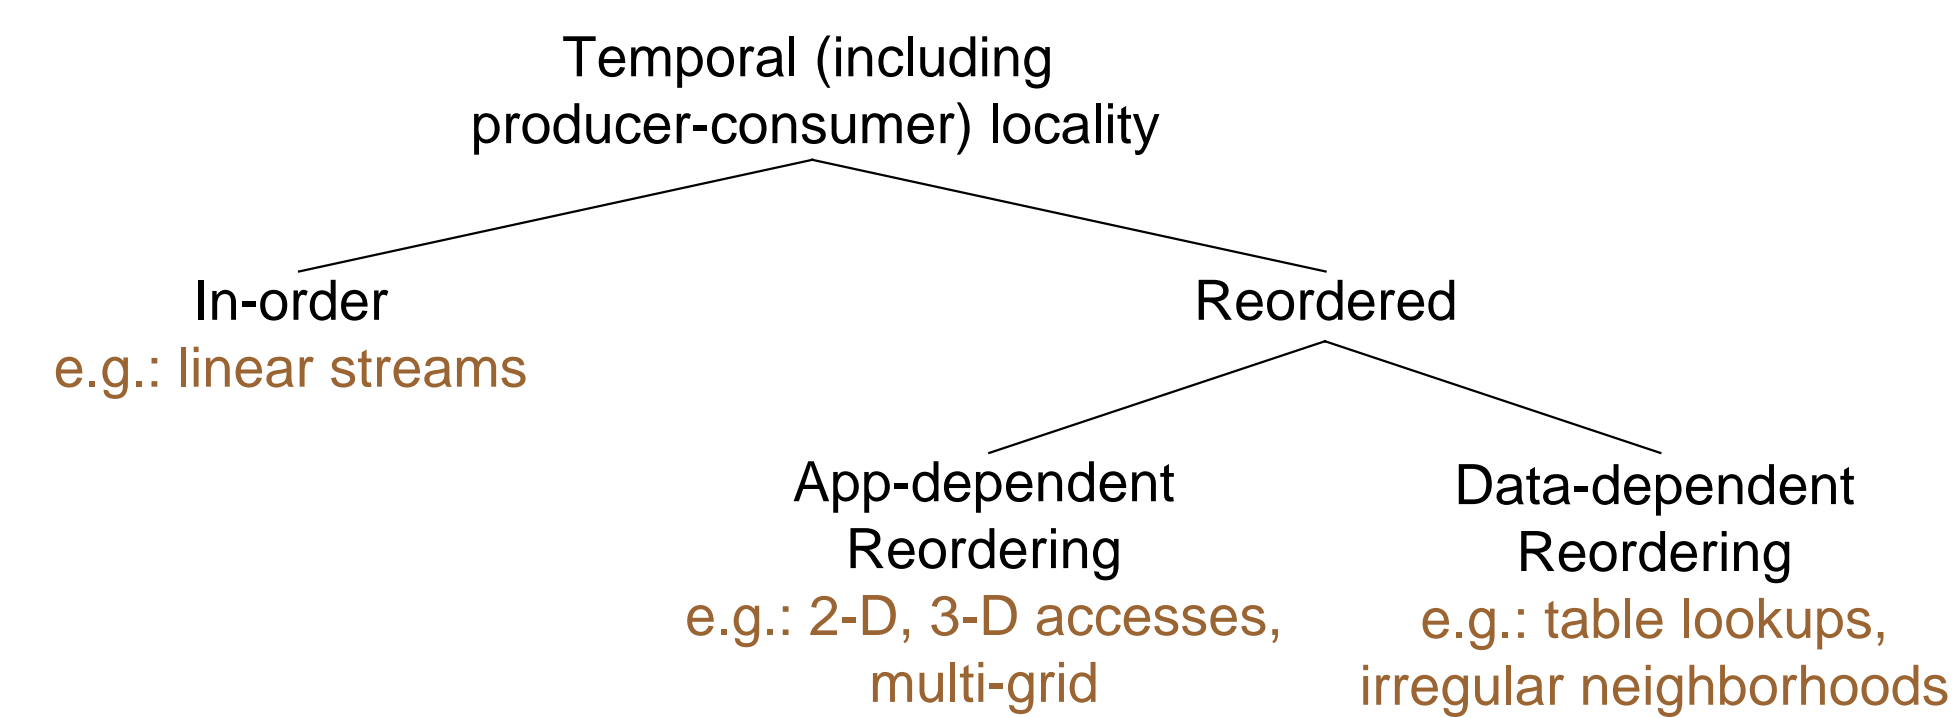 Temporal (including
producer-consumer) locality
In-order
e.g.: linear streams
Reordered
App-dependent
Reordering
e.g.: 2-D, 3-D accesses,
multi-grid
Data-dependent
Reordering
e.g.: table lookups,
irregular neighborhoods